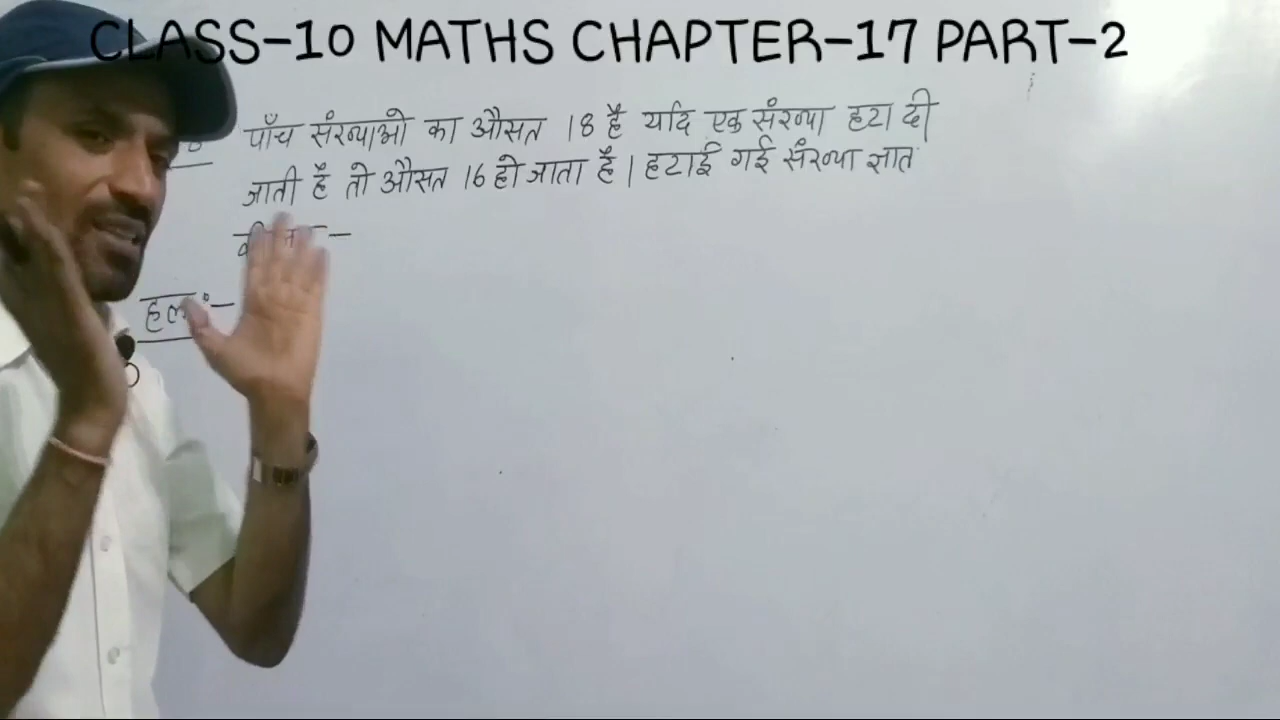 CLASS-10 MATHS CHAPTER-17 PART-2
पाँच संख्याओ का औसत 18 है यदि एक संख्या हटा दी
जाती है तो औसत 16 हो जाता है | हटाई गई संख्या ज्ञात
हल:-